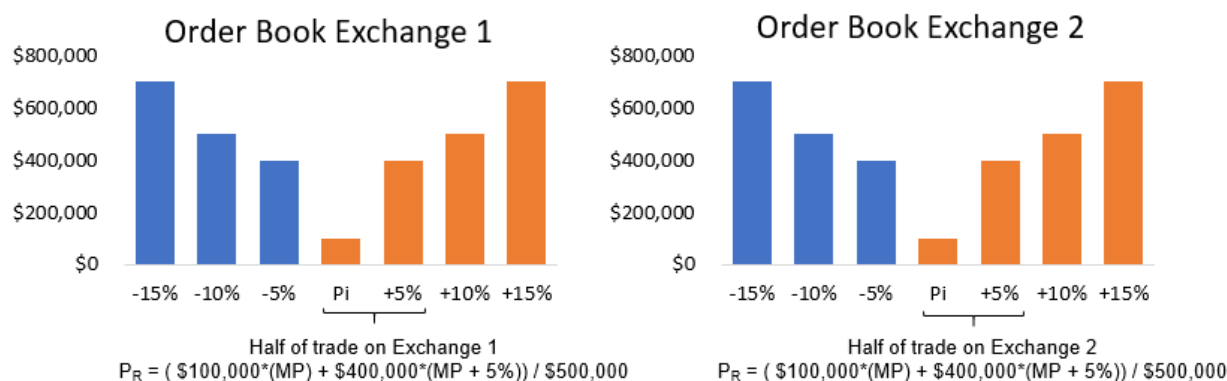 Order Book Exchange 1
$800,000
$600,000
$400,000
$200,000
$0
-15% -10% -5% Pi +5% +10% +15%
Half of trade on Exchange 1
PR = ( $100,000*(MP) + $400,000*(MP + 5%)) / $500,000
Order Book Exchange 2
$800,000
$600,000
$400,000
$200,000
$0
-15% -10% -5% Pi +5% +10% +15%
Half of trade on Exchange 2
PR = ( $100,000*(MP) + $400,000*(MP + 5%)) / $500,000